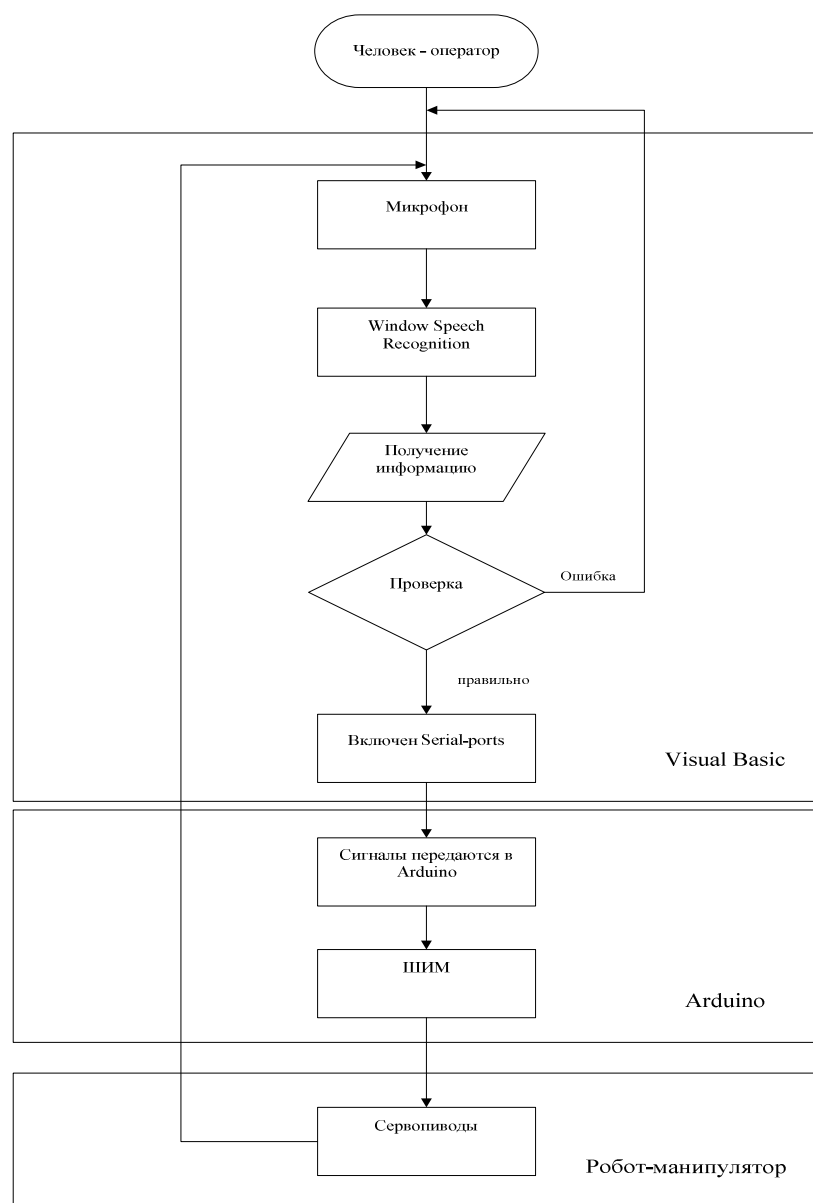 Человек - оператор
Микрофон
Window Speech
Recognition
Получение
информацию
Проверка
Ошибка
правильно
Включен Serial-ports
Visual Basic
Сигналы передаются в
Arduino
ШИМ
Arduino
Сервопиводы
Робот-манипулятор